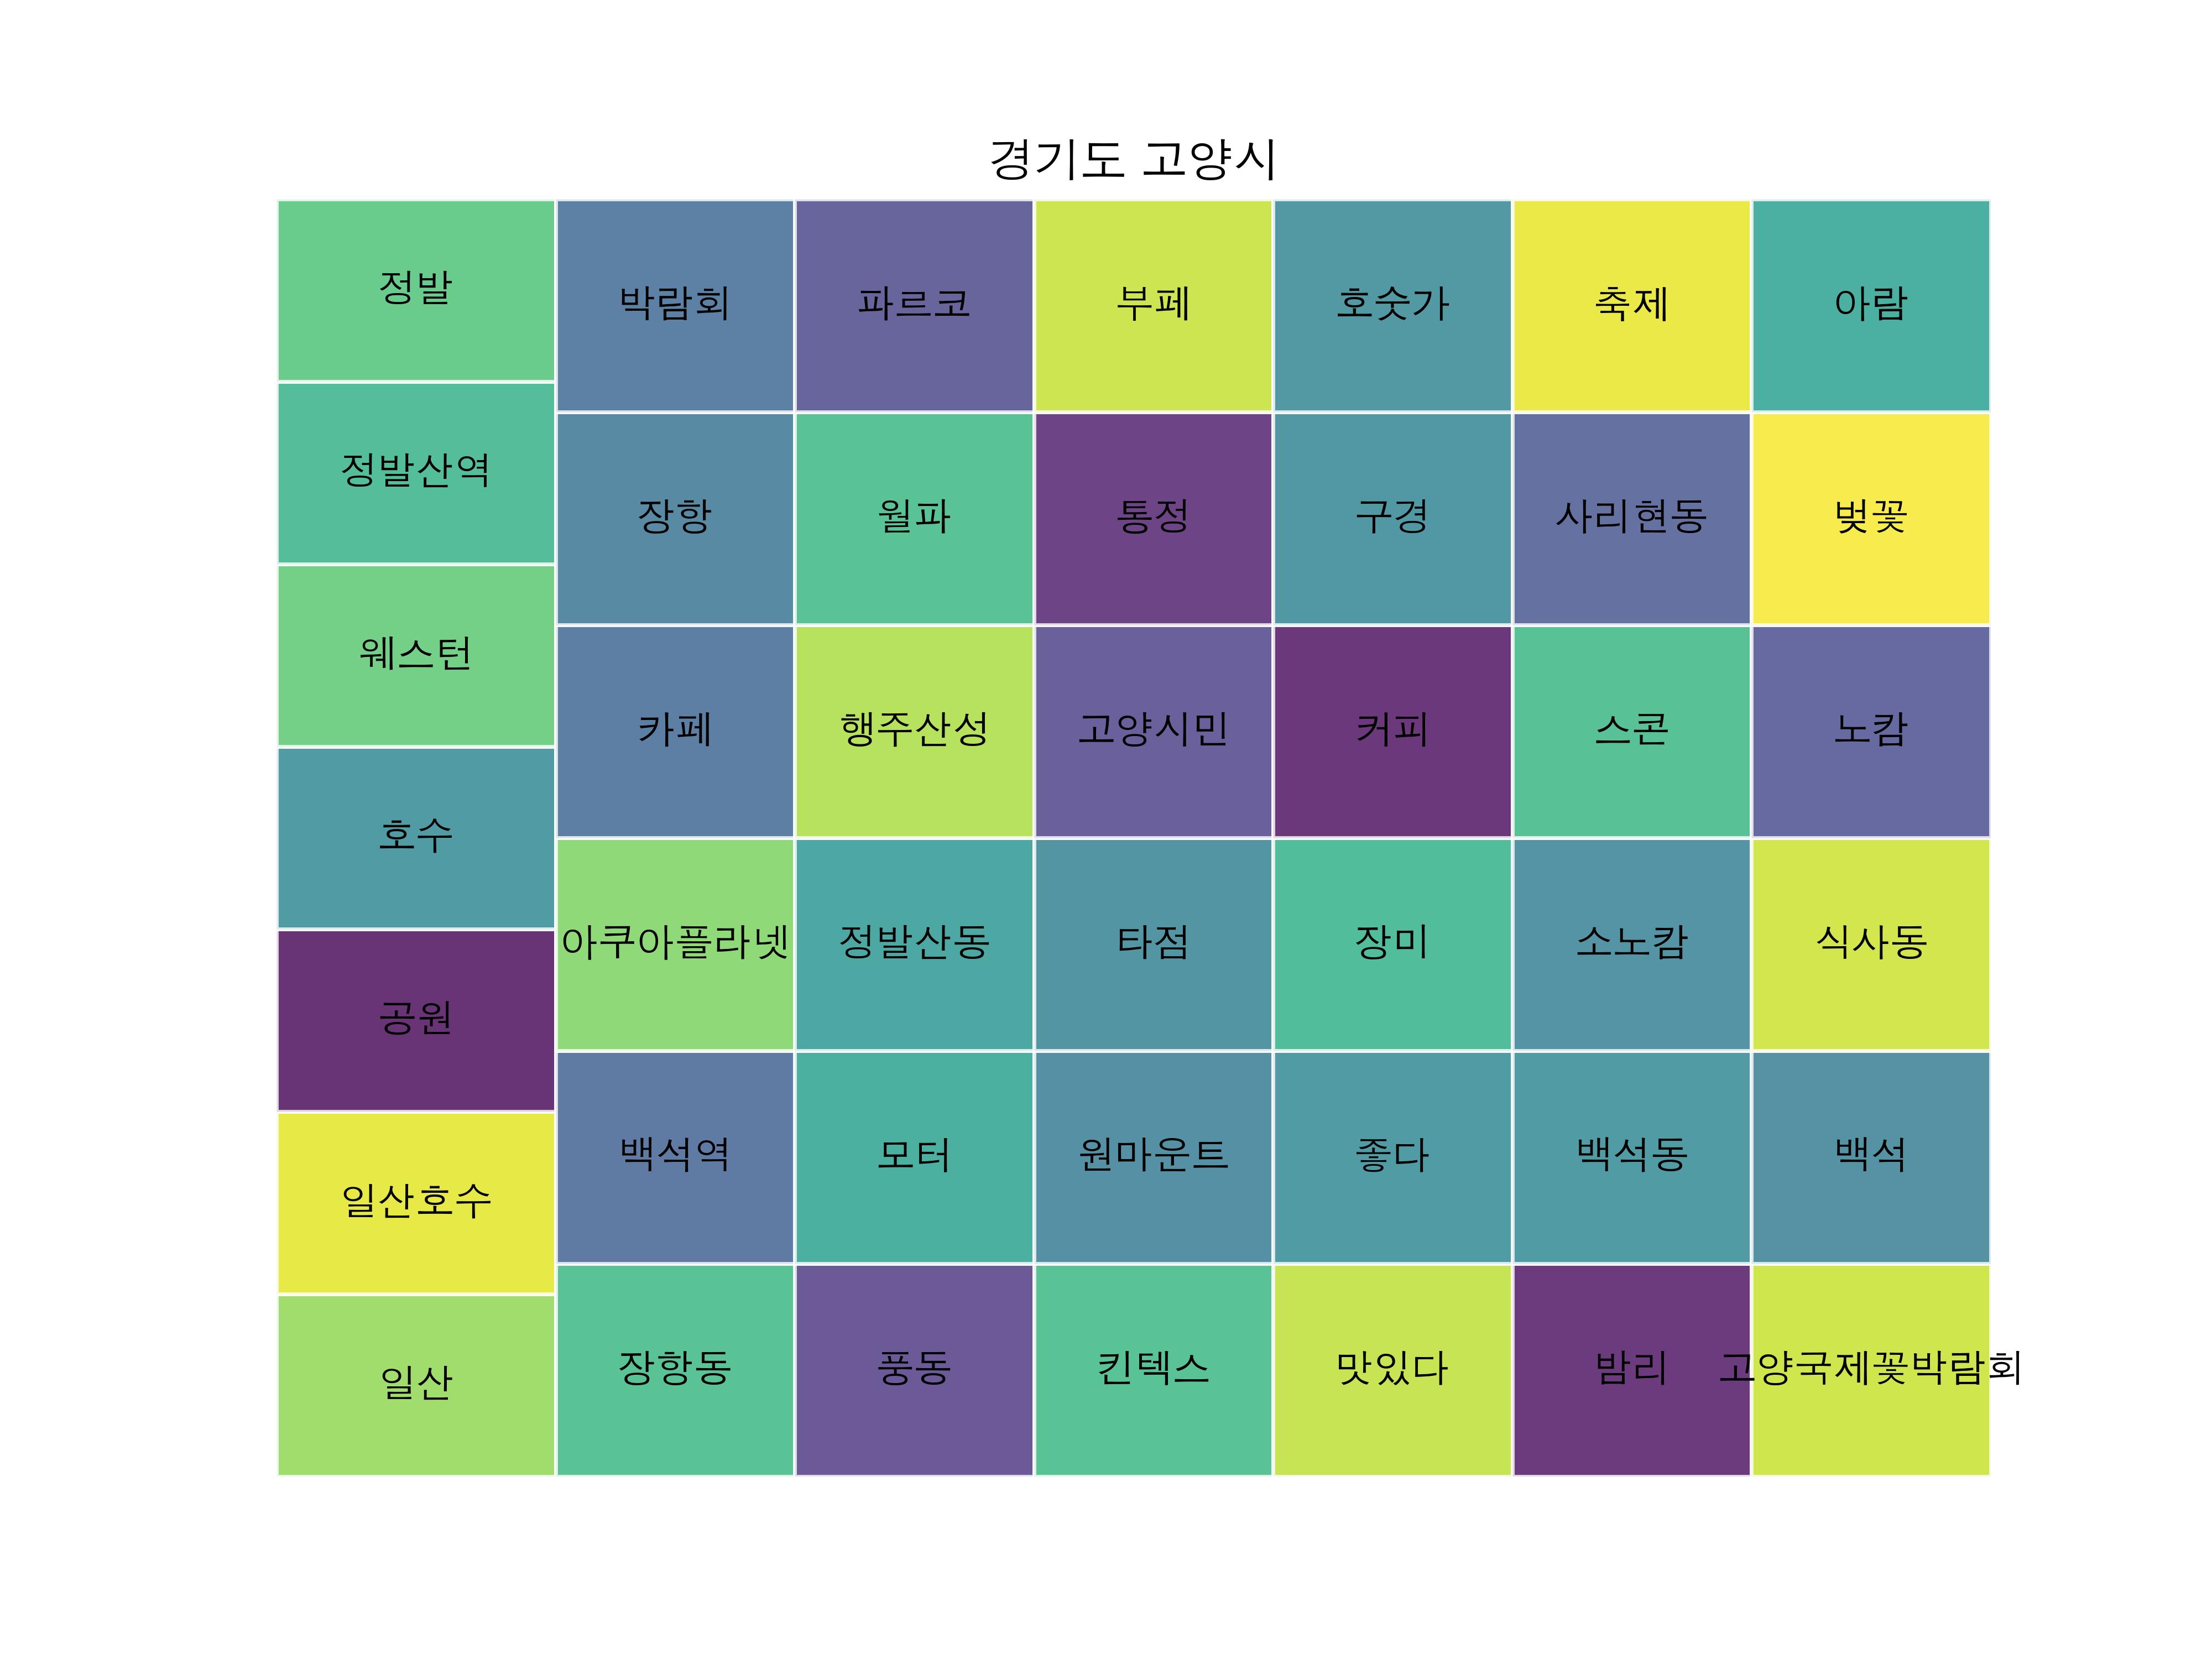 경기도 고양시
정발
박람회
파르코
부페
호숫가
축제
아람
정발산역
장항
월파
통정
구경
사리현동
벚꽃
웨스턴
카페
행주산성
고양시민
커피
스콘
노캄
호수
아쿠아플라넷
정발산동
타점
장미
소노캄
식사동
공원
백석역
모터
원마운트
좋다
백석동
백석
일산호수
장항동
풍동
킨텍스
맛있다
밤리
고양국제꽃박람회
일산